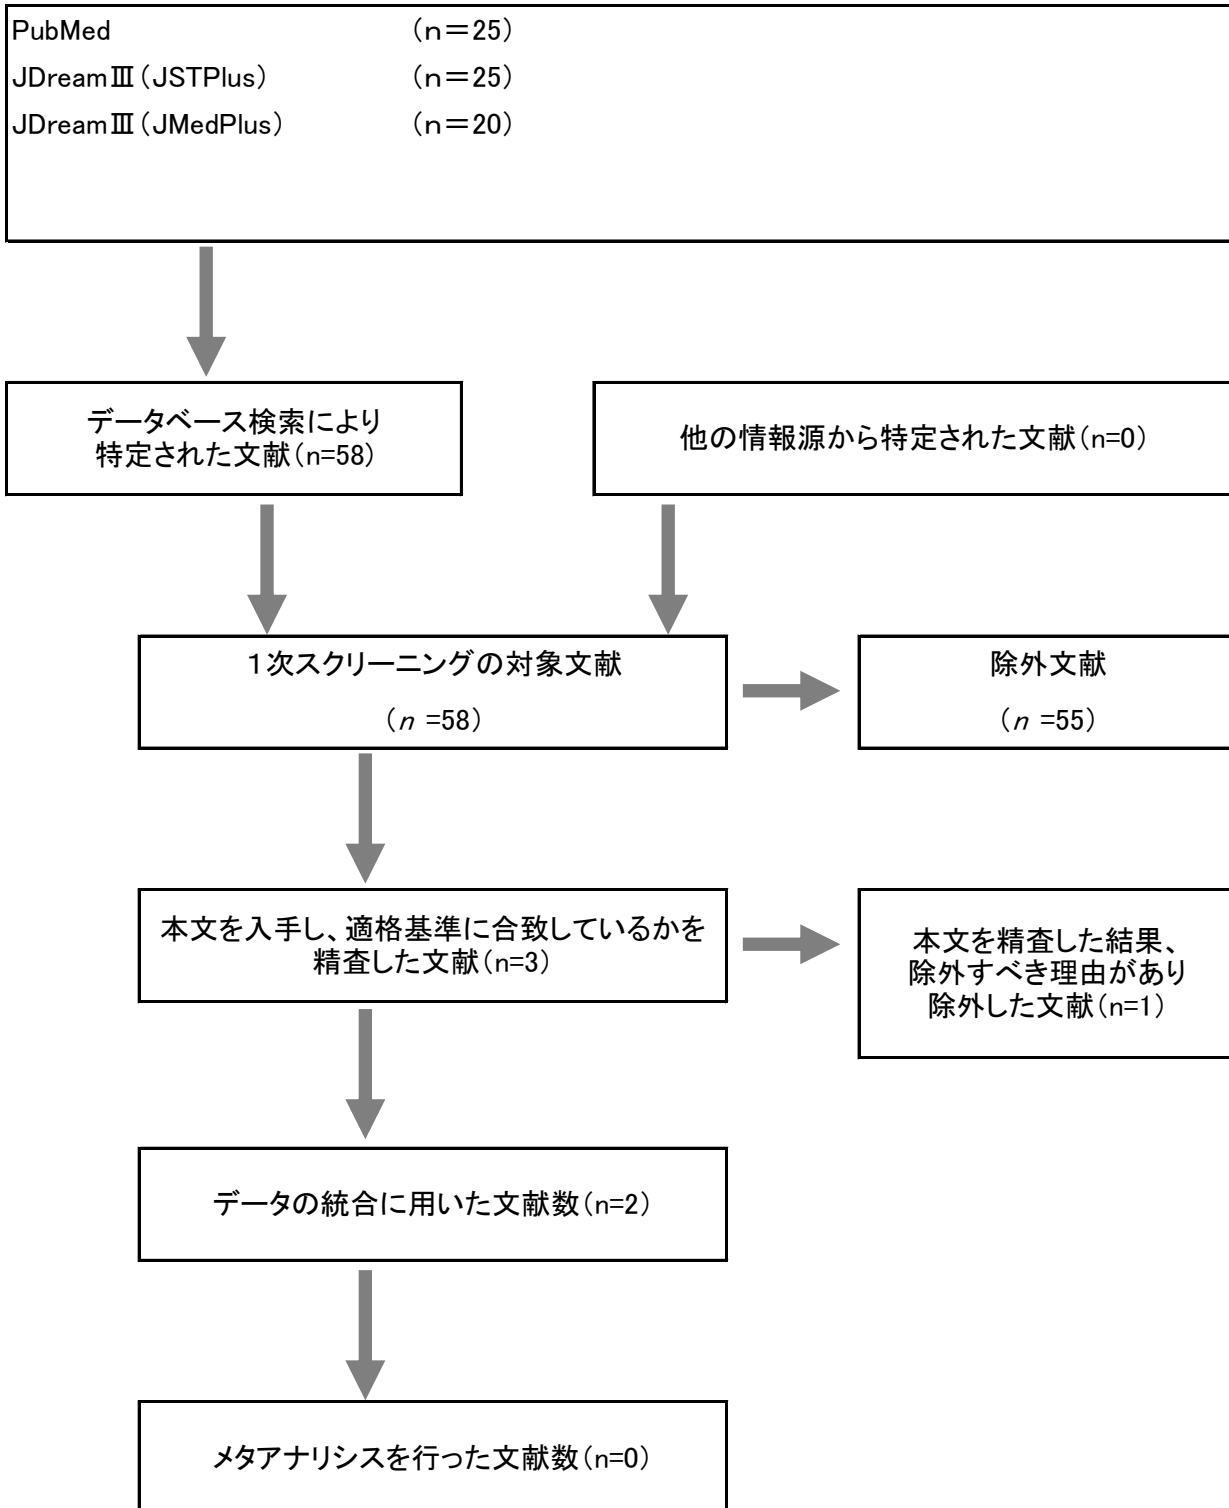 PubMed （ｎ＝25）
JDreamⅢ（JSTPlus） （ｎ＝25）
JDreamⅢ（JMedPlus） （ｎ＝20）
データベース検索により
特定された文献（n=58）
他の情報源から特定された文献（n=0）
１次スクリーニングの対象文献
（n =58）
除外文献
（n =55）
本文を入手し、適格基準に合致しているかを
精査した文献（n=3）
本文を精査した結果、
除外すべき理由があり
除外した文献（n=1）
データの統合に用いた文献数（n=2）
メタアナリシスを行った文献数（n=0）